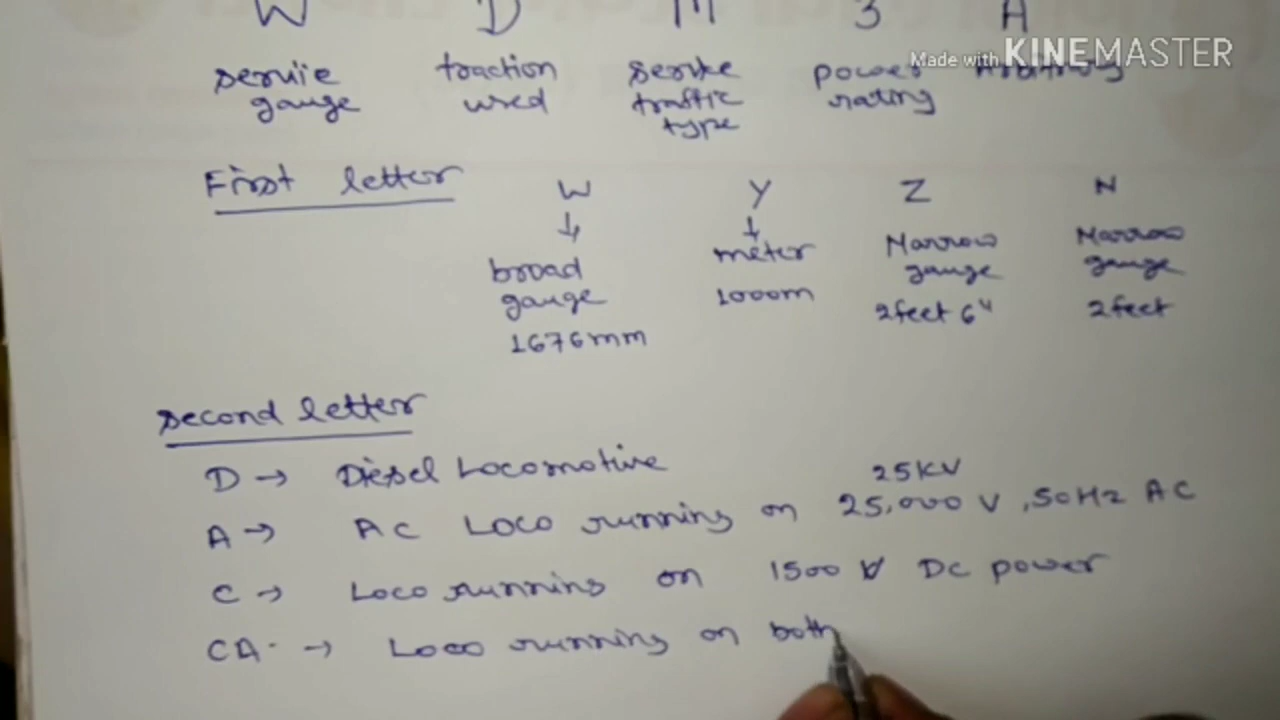 W D M 3 A
Made with KINEMASTER
service traction service power Arbitrary
gauge used traffic rating
type
First letter W Y Z N
broad meter Narrow Narrow
gauge 1000m gauge gauge
1676mm 2feet 6" 2feet
Second letter
D → Diesel Locomotive
25KV
A → AC Loco running on 25,000 V, 50Hz AC
C → Loco running on 1500 V DC power
CA → Loco running on both